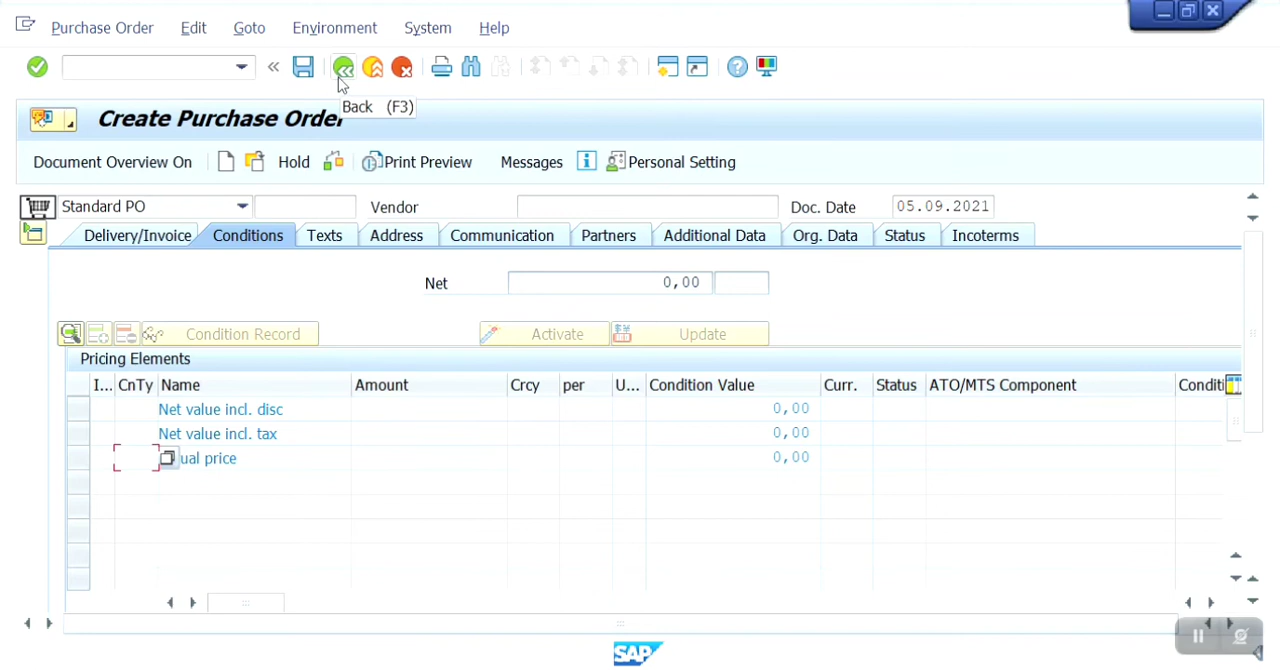 Purchase Order Edit Goto Environment System Help
Back (F3)
Create Purchase Order
Document Overview On Hold Print Preview Messages Personal Setting
Standard PO Vendor Doc. Date 05.09.2021
Delivery/Invoice Conditions Texts Address Communication Partners Additional Data Org. Data Status Incoterms
Net 0,00
Condition Record Activate Update
Pricing Elements
I... CnTy Name Amount Crcy per U... Condition Value Curr. Status ATO/MTS Component Conditi
Net value incl. disc 0,00
Net value incl. tax 0,00
ual price 0,00
SAP